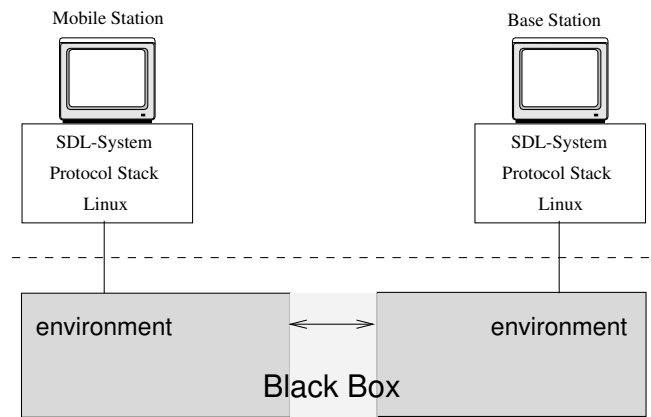 Mobile Station
Base Station
SDL-System
Protocol Stack
Linux
SDL-System
Protocol Stack
Linux
environment
environment
Black Box